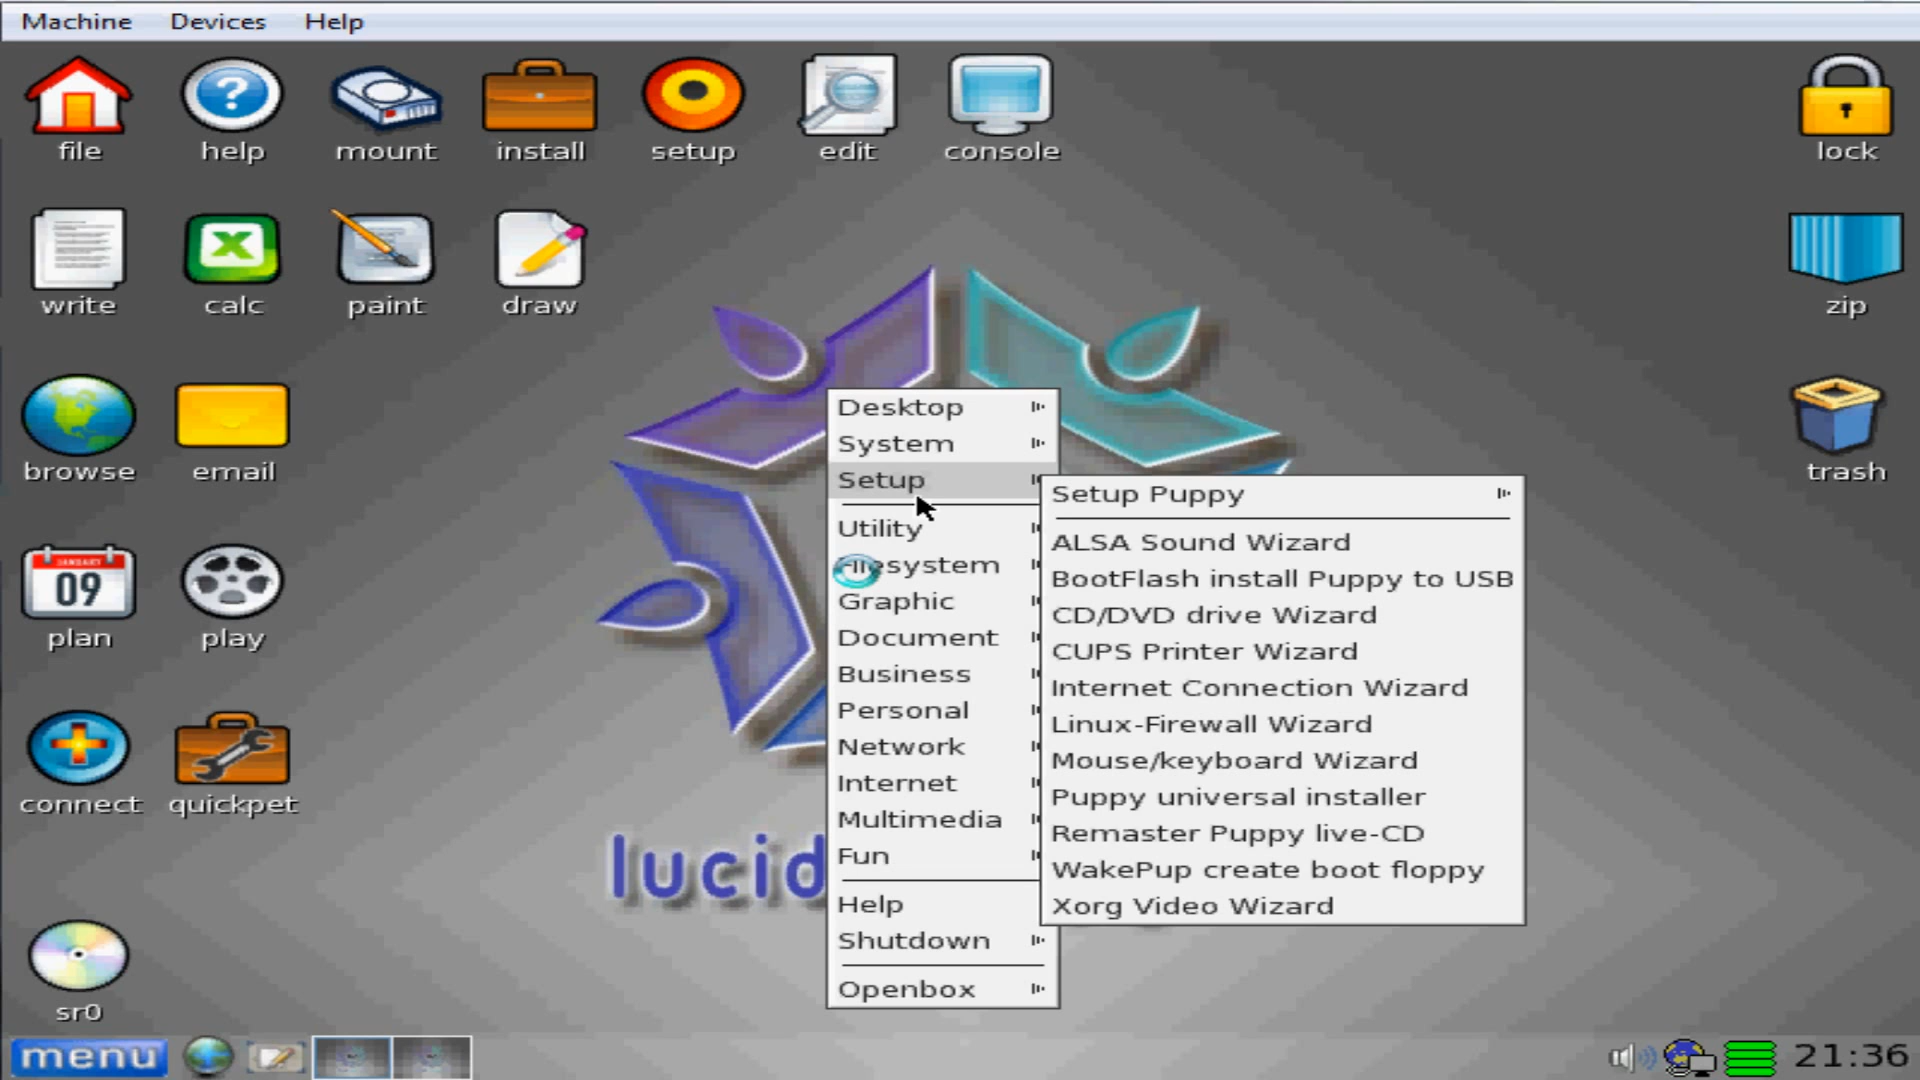 Machine Devices Help
file help mount install setup edit console lock
write calc paint draw zip
browse email trash
JANUARY
09
plan play
connect quickpet
sr0
lucid
Desktop
System
Setup
Utility
Filesystem
Graphic
Document
Business
Personal
Network
Internet
Multimedia
Fun
Help
Shutdown
Openbox
Setup Puppy
ALSA Sound Wizard
BootFlash install Puppy to USB
CD/DVD drive Wizard
CUPS Printer Wizard
Internet Connection Wizard
Linux-Firewall Wizard
Mouse/keyboard Wizard
Puppy universal installer
Remaster Puppy live-CD
WakePup create boot floppy
Xorg Video Wizard
menu 21:36